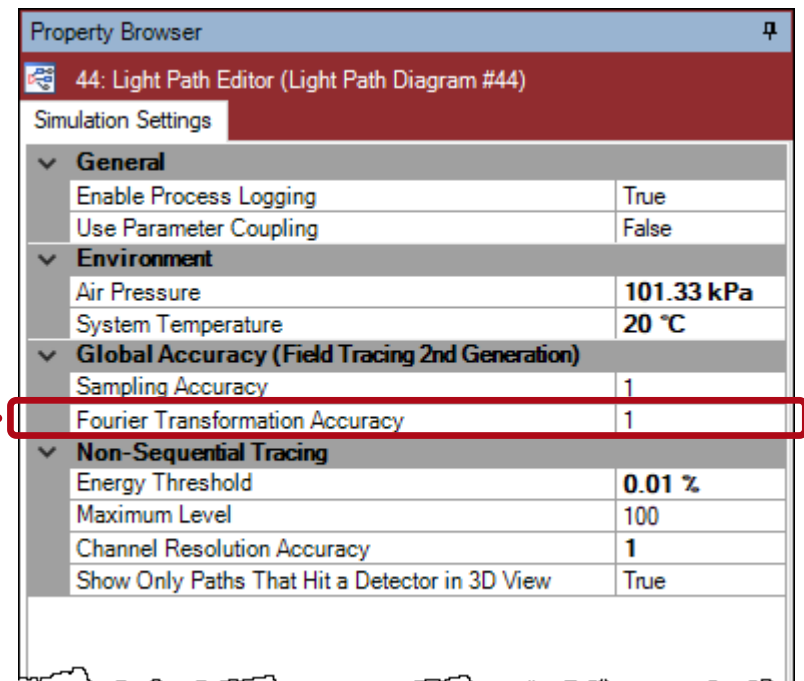 Property Browser
44: Light Path Editor (Light Path Diagram #44)
Simulation Settings
General
Enable Process Logging True
Use Parameter Coupling False
Environment
Air Pressure 101.33 kPa
System Temperature 20 °C
Global Accuracy (Field Tracing 2nd Generation)
Sampling Accuracy 1
Fourier Transformation Accuracy 1
Non-Sequential Tracing
Energy Threshold 0.01 %
Maximum Level 100
Channel Resolution Accuracy 1
Show Only Paths That Hit a Detector in 3D View True